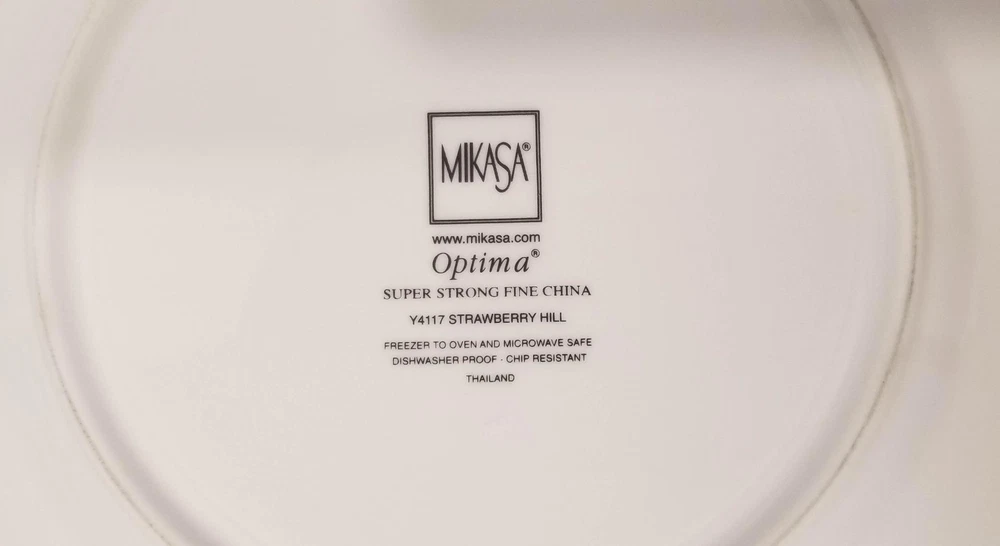 MIKASA®
www.mikasa.com
Optima®
SUPER STRONG FINE CHINA
Y4117 STRAWBERRY HILL
FREEZER TO OVEN AND MICROWAVE SAFE
DISHWASHER PROOF · CHIP RESISTANT
THAILAND